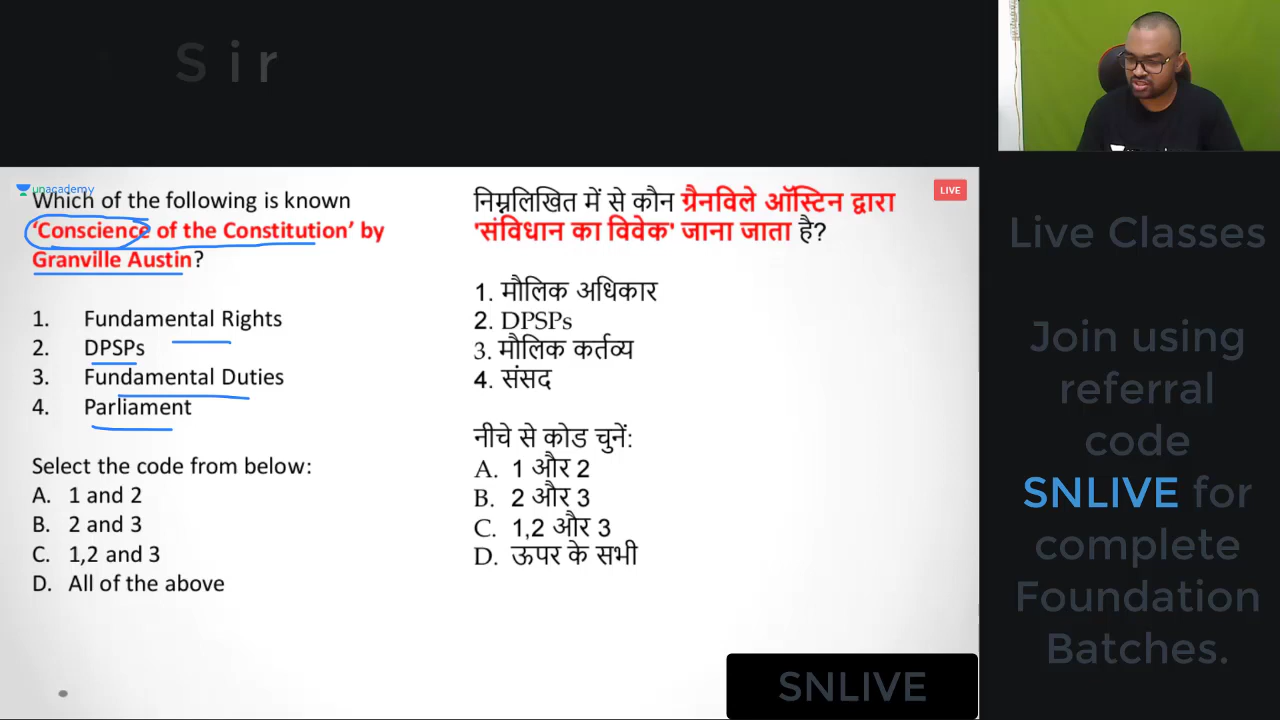 Sir
unacademy
Which of the following is known
‘Conscience of the Constitution’ by
Granville Austin?
1. Fundamental Rights
2. DPSPs
3. Fundamental Duties
4. Parliament
Select the code from below:
A. 1 and 2
B. 2 and 3
C. 1,2 and 3
D. All of the above
निम्नलिखित में से कौन ग्रैनविले ऑस्टिन द्वारा
'संविधान का विवेक' जाना जाता है?
1. मौलिक अधिकार
2. DPSPs
3. मौलिक कर्तव्य
4. संसद
नीचे से कोड चुनें:
A. 1 और 2
B. 2 और 3
C. 1,2 और 3
D. ऊपर के सभी
LIVE
Live Classes
Join using
referral
code
SNLIVE for
complete
Foundation
Batches.
SNLIVE